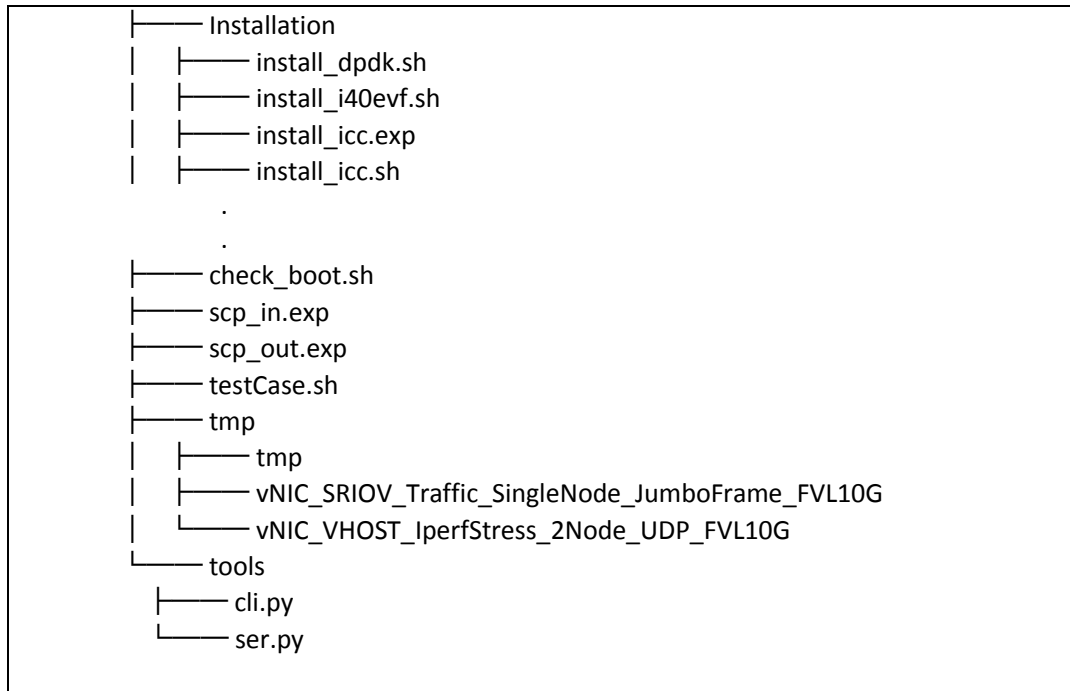 ├──── Installation
│ ├──── install_dpdk.sh
│ ├──── install_i40evf.sh
│ ├──── install_icc.exp
│ ├──── install_icc.sh
.
.
├──── check_boot.sh
├──── scp_in.exp
├──── scp_out.exp
├──── testCase.sh
├──── tmp
│ ├──── tmp
│ ├──── vNIC_SRIOV_Traffic_SingleNode_JumboFrame_FVL10G
│ └──── vNIC_VHOST_IperfStress_2Node_UDP_FVL10G
└──── tools
├──── cli.py
└──── ser.py